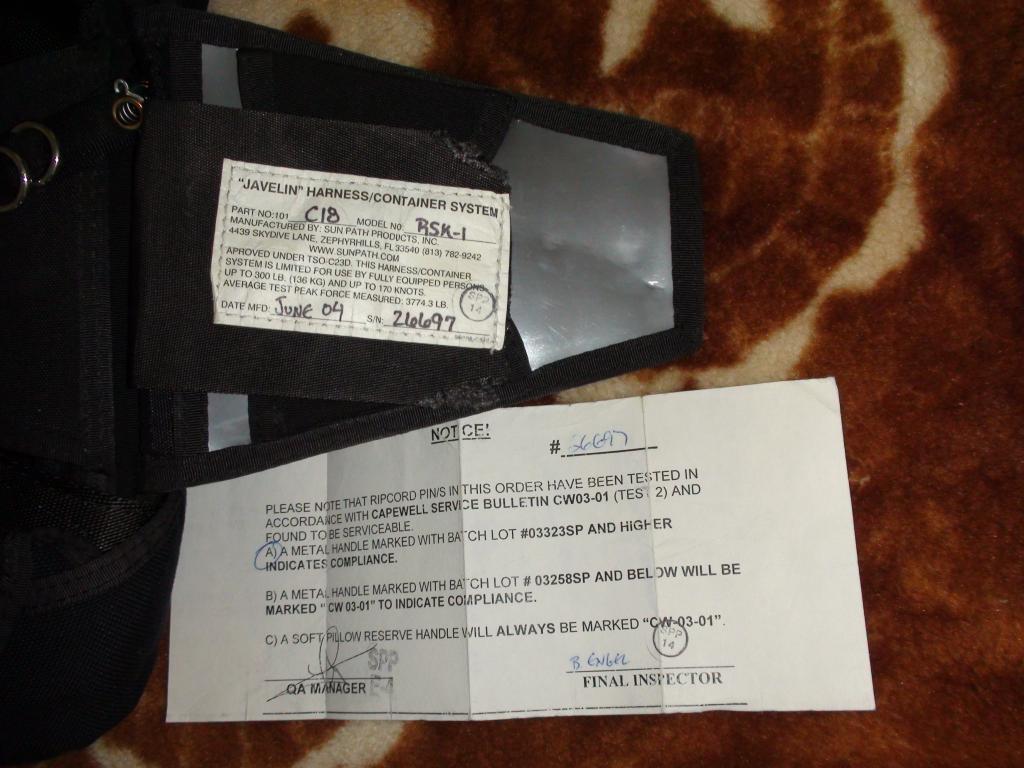 "JAVELIN" HARNESS/CONTAINER SYSTEM
PART NO:101 C18 MODEL NO: RSK-1
MANUFACTURED BY: SUN PATH PRODUCTS, INC.
4439 SKYDIVE LANE, ZEPHYRHILLS, FL 33540 (813) 782-9242
WWW.SUNPATH.COM
APROVED UNDER TSO-C23D. THIS HARNESS/CONTAINER
SYSTEM IS LIMITED FOR USE BY FULLY EQUIPPED PERSONS
UP TO 300 LB. (136 KG) AND UP TO 170 KNOTS.
AVERAGE TEST PEAK FORCE MEASURED: 3774.3 LB.
SPP
14
DATE MFD: JUNE 04 S/N: 26697
NOTICE!
# 26697
PLEASE NOTE THAT RIPCORD PIN/S IN THIS ORDER HAVE BEEN TESTED IN
ACCORDANCE WITH CAPEWELL SERVICE BULLETIN CW03-01 (TEST 2) AND
FOUND TO BE SERVICEABLE.
A) A METAL HANDLE MARKED WITH BATCH LOT #03323SP AND HIGHER
INDICATES COMPLIANCE.
B) A METAL HANDLE MARKED WITH BATCH LOT # 03258SP AND BELOW WILL BE
MARKED " CW 03-01" TO INDICATE COMPLIANCE.
C) A SOFT PILLOW RESERVE HANDLE WILL ALWAYS BE MARKED "CW-03-01".
SPP
14
SPP
E-4
B. ENGEL
QA MANAGER
FINAL INSPECTOR